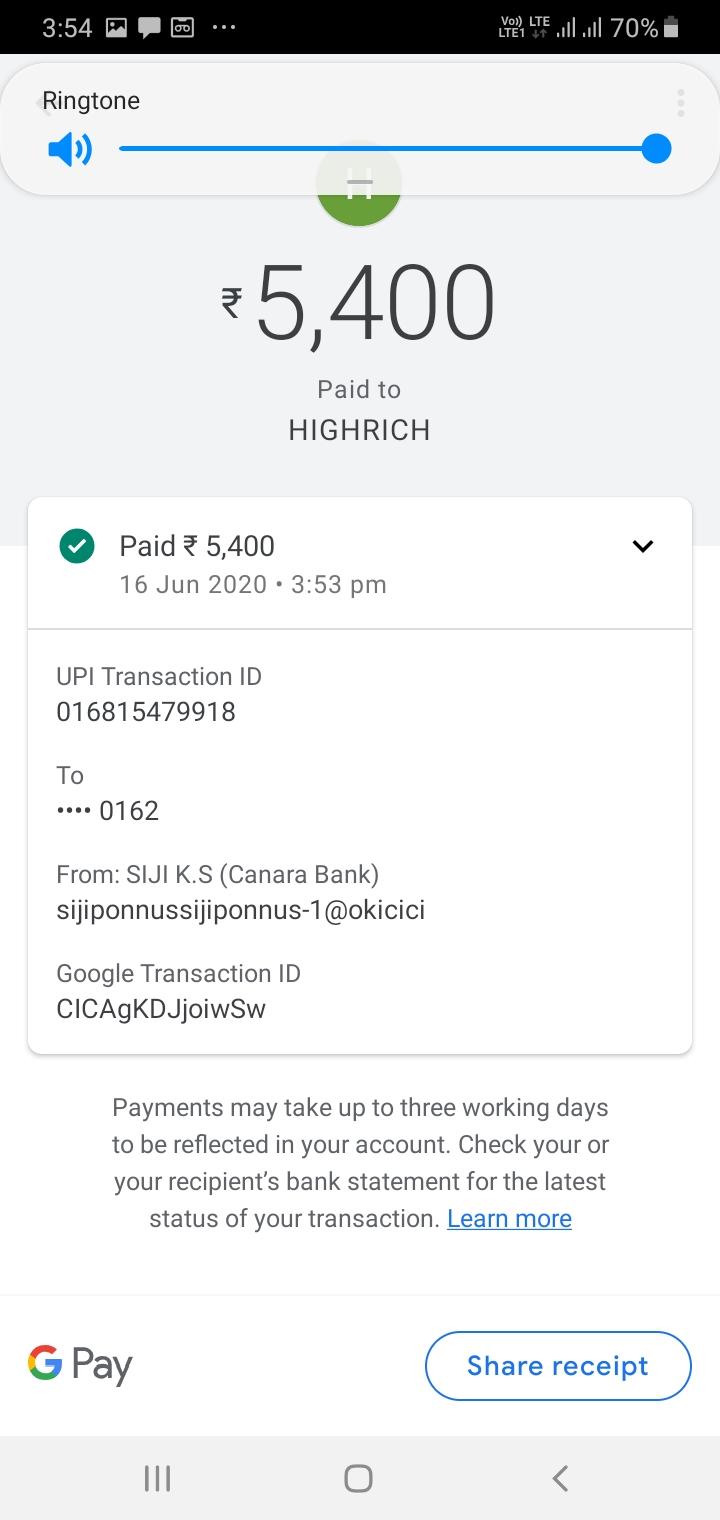 3:54
Vo)) LTE
LTE1
70%
Ringtone
H
₹5,400
Paid to
HIGHRICH
Paid ₹ 5,400
16 Jun 2020 • 3:53 pm
UPI Transaction ID
016815479918
To
•••• 0162
From: SIJI K.S (Canara Bank)
sijiponnussijiponnus-1@okicici
Google Transaction ID
CICAgKDJjoiwSw
Payments may take up to three working days
to be reflected in your account. Check your or
your recipient's bank statement for the latest
status of your transaction. Learn more
G Pay
Share receipt